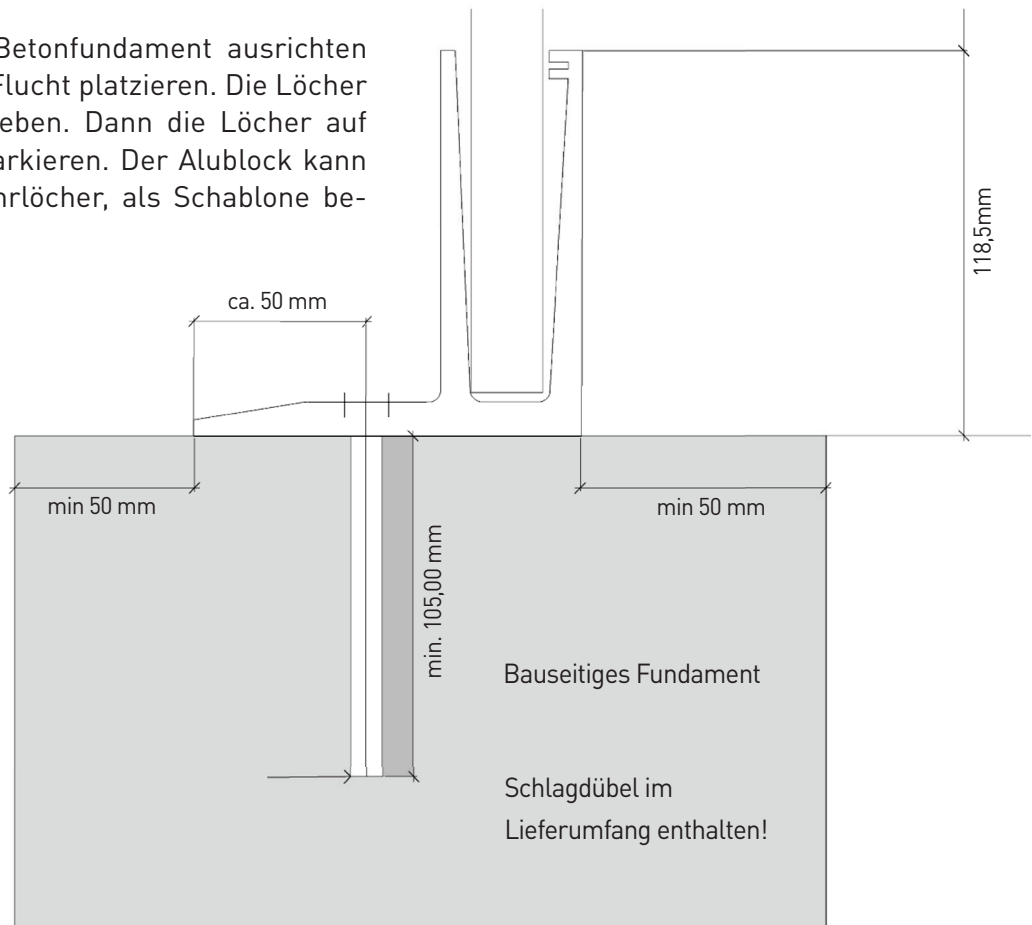 Betonfundament ausrichten
Flucht platzieren. Die Löcher
eben. Dann die Löcher auf
arkieren. Der Alublock kann
hrlöcher, als Schablone be-
118,5mm
ca. 50 mm
min 50 mm
min 50 mm
min. 105,00 mm
Bauseitiges Fundament
Schlagdübel im
Lieferumfang enthalten!